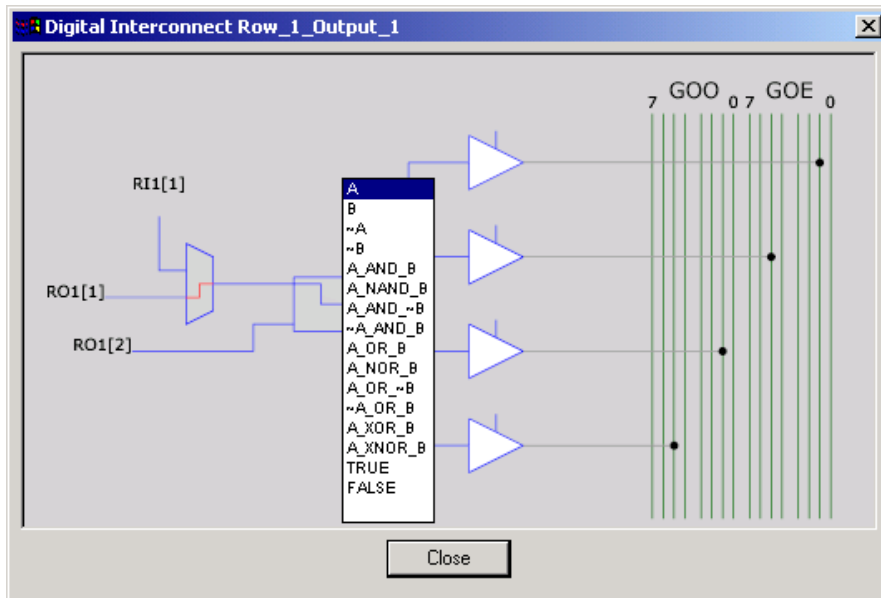 Digital Interconnect Row_1_Output_1
7 GOO 0 7 GOE 0
RI1[1]
RO1[1]
RO1[2]
A
B
~A
~B
A_AND_B
A_NAND_B
A_AND_~B
~A_AND_B
A_OR_B
A_NOR_B
A_OR_~B
~A_OR_B
A_XOR_B
A_XNOR_B
TRUE
FALSE
Close